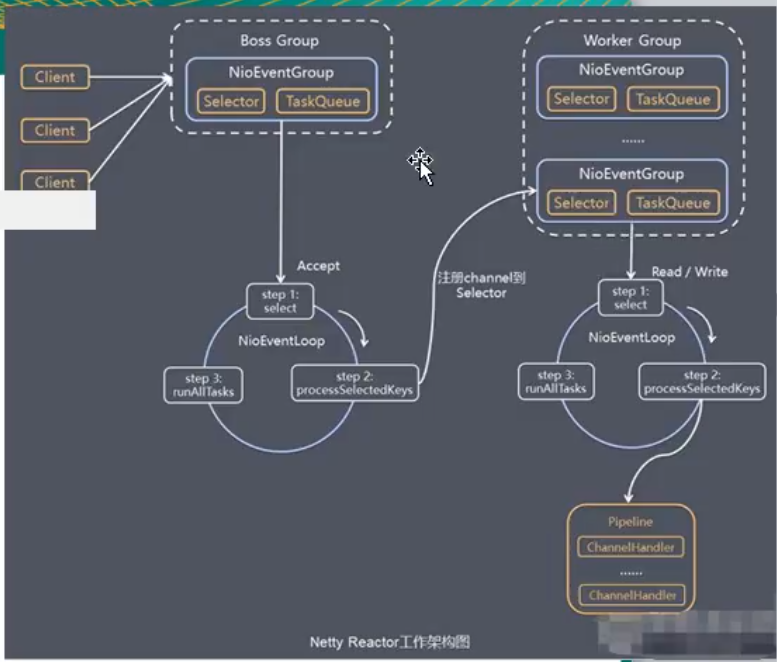 Boss Group
NioEventGroup
Selector
TaskQueue
Client
Client
Client
Worker Group
NioEventGroup
Selector
TaskQueue
......
NioEventGroup
Selector
TaskQueue
Accept
step 1:
select
NioEventLoop
step 2:
processSelectedKeys
step 3:
runAllTasks
注册channel到
Selector
Read / Write
step 1:
select
NioEventLoop
step 2:
processSelectedKeys
step 3:
runAllTasks
Pipeline
ChannelHandler
......
ChannelHandler
Netty Reactor工作架构图